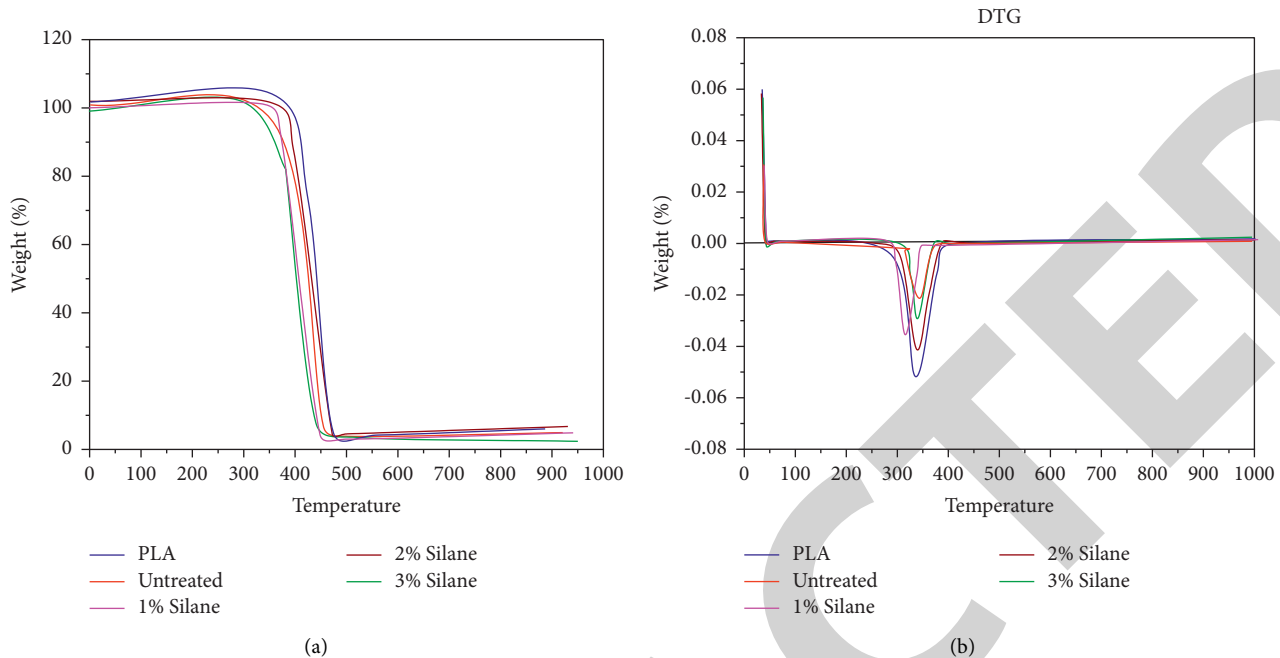 120
100
80
60
40
20
0
Weight (%)
0 100 200 300 400 500 600 700 800 900 1000
Temperature
PLA
Untreated
1% Silane
2% Silane
3% Silane
(a)
DTG
0.08
0.06
0.04
0.02
0.00
-0.02
-0.04
-0.06
-0.08
Weight (%)
0 100 200 300 400 500 600 700 800 900 1000
Temperature
PLA
Untreated
1% Silane
2% Silane
3% Silane
(b)